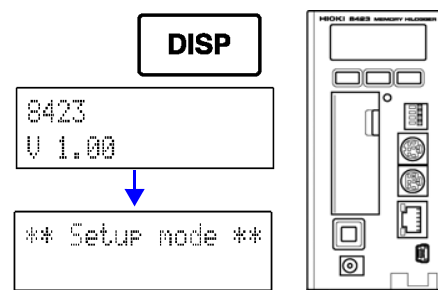 DISP
8423
V 1.00
** Setup mode **
HIOKI 8423 MEMORY HiLOGGER